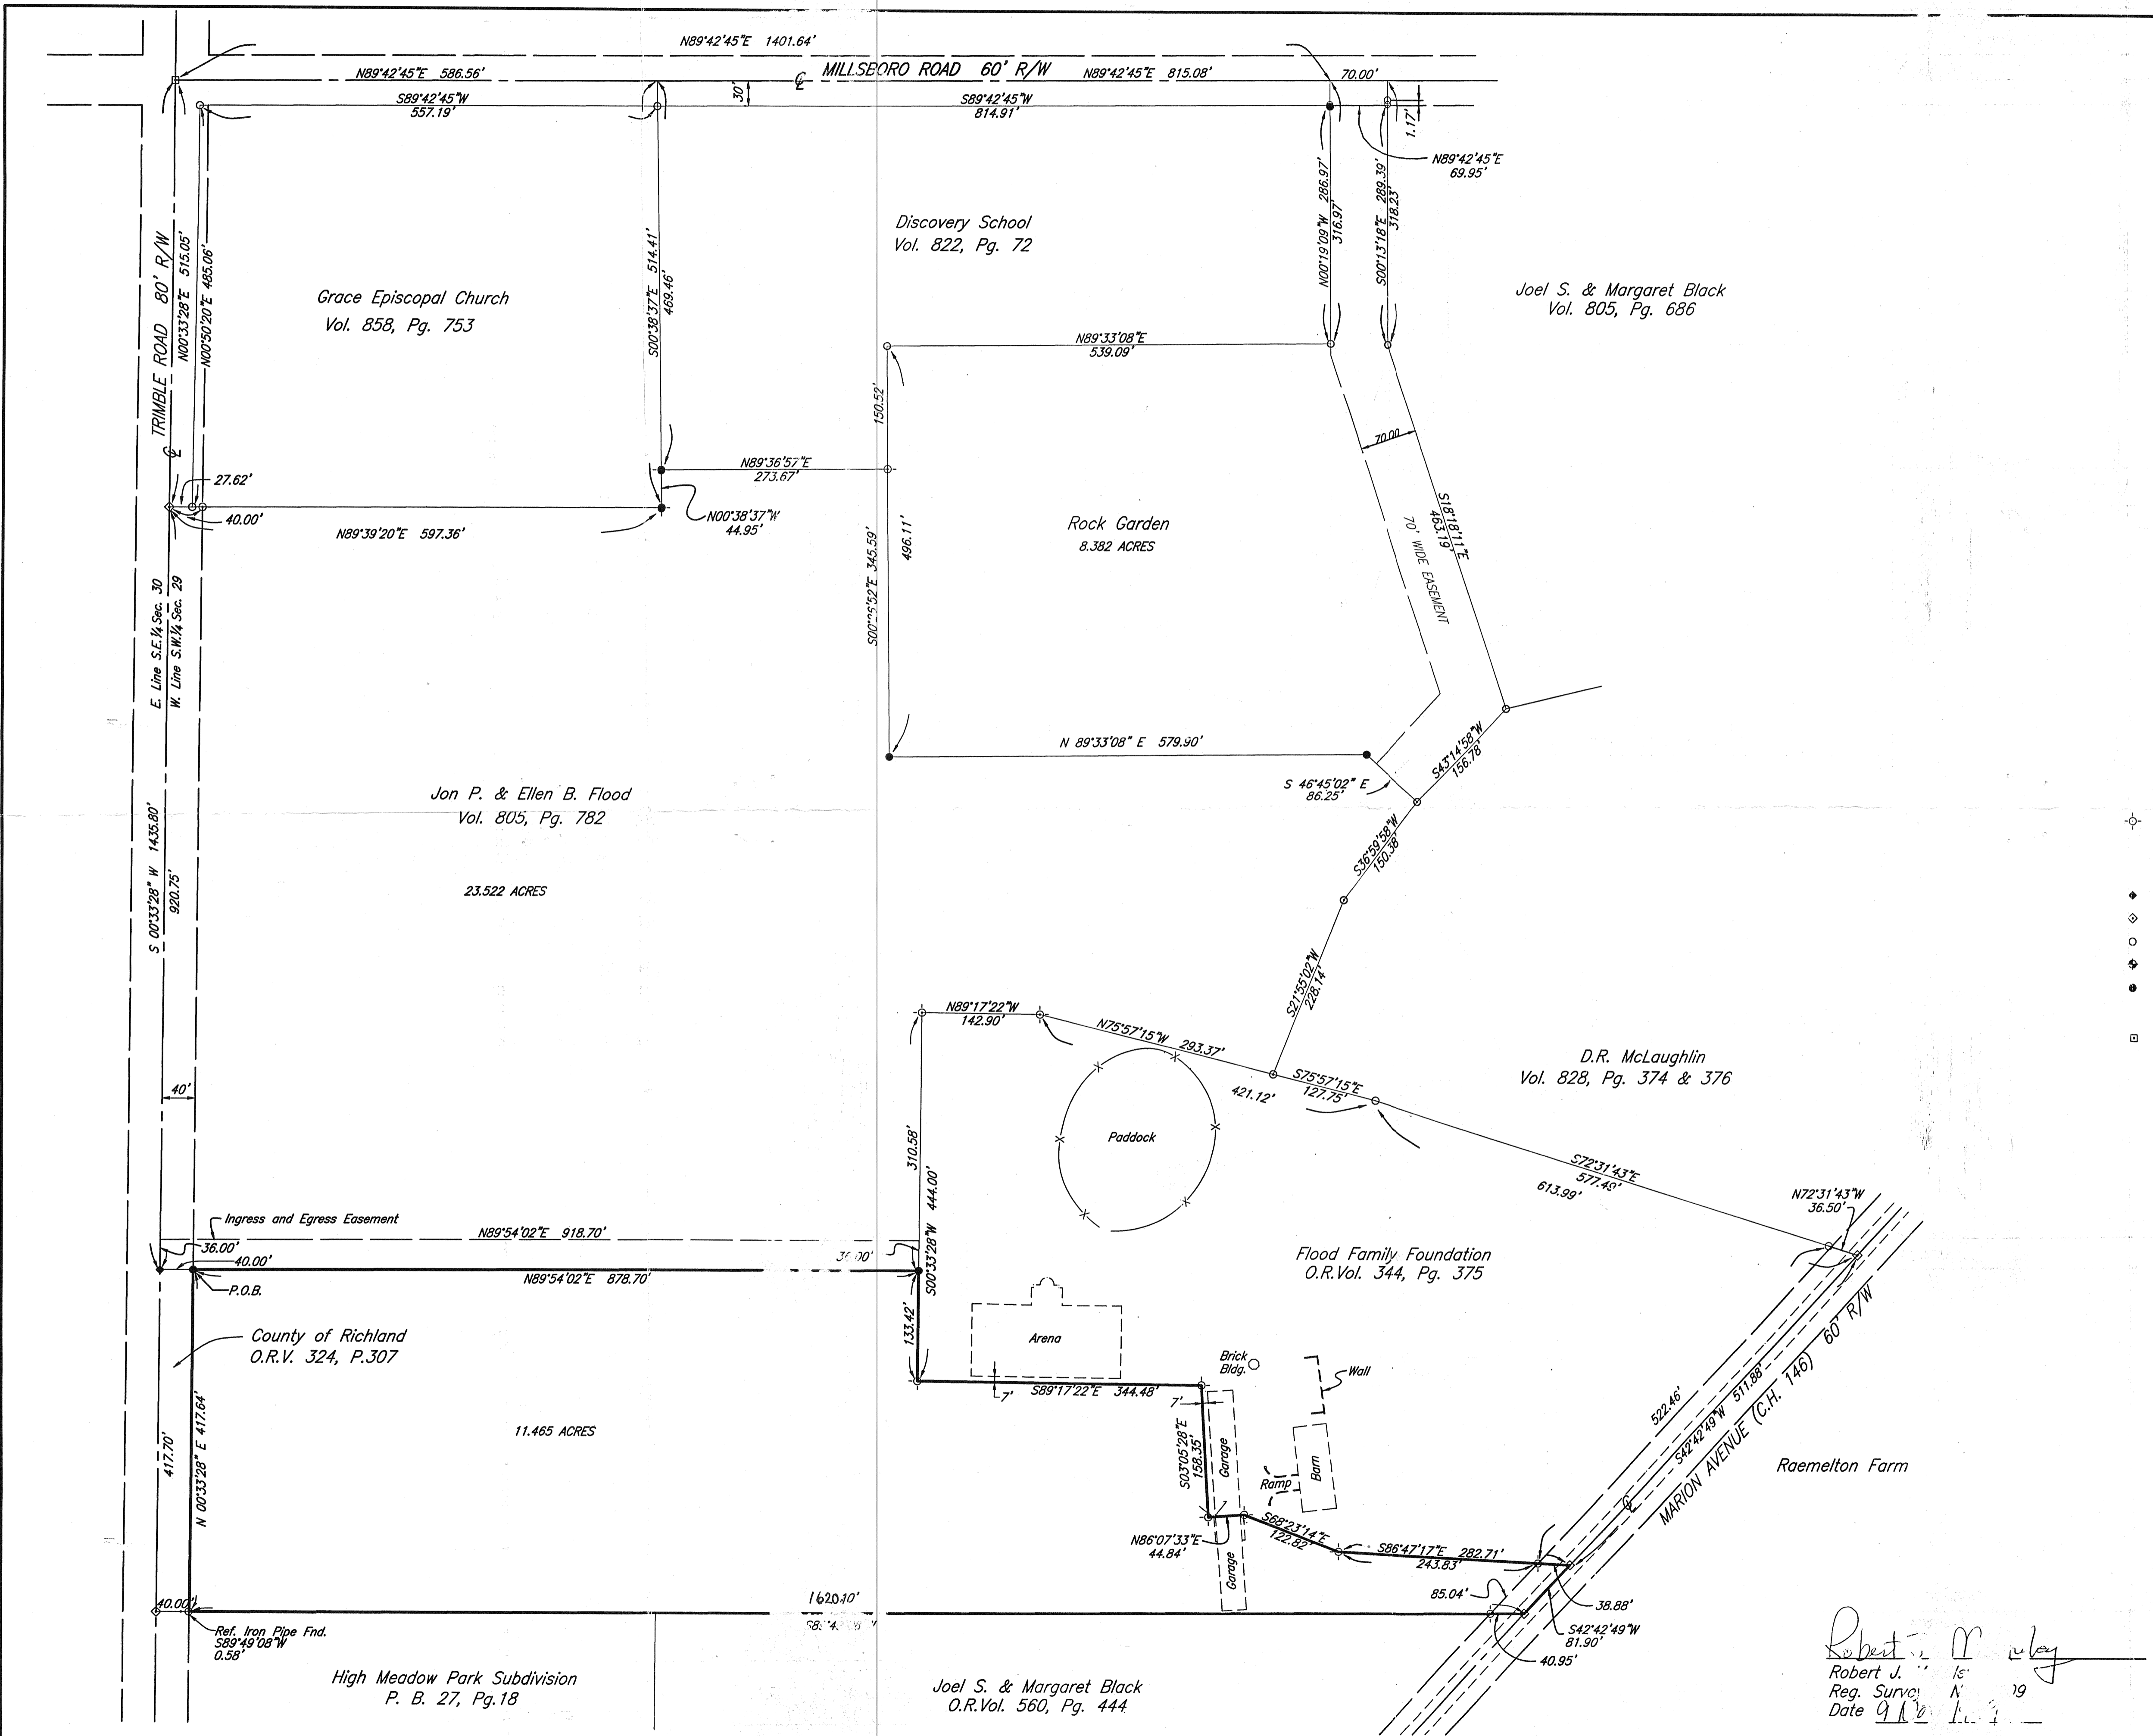 N89°42'45"E 1401.64'
N89°42'45"E 586.56'
℄ MILLSBORO ROAD 60' R/W
N89°42'45"E 815.08'
70.00'
S89°42'45"W
557.19'
30'
S89°42'45"W
814.91'
1.17'
N89°42'45"E
69.95'
TRIMBLE ROAD 80' R/W
℄
N00°33'28"E 515.05'
N00°50'20"E 485.06'
Grace Episcopal Church
Vol. 858, Pg. 753
S00°38'37"E 514.41'
469.46'
Discovery School
Vol. 822, Pg. 72
N00°19'09"W 286.97'
316.97'
S00°13'18"E 289.39'
318.23'
Joel S. & Margaret Black
Vol. 805, Pg. 686
N89°33'08"E
539.09'
150.52'
70.00
27.62'
40.00'
N89°39'20"E 597.36'
N89°36'57"E
273.67'
N00°38'37"W
44.95'
496.11'
345.59'
Rock Garden
8.382 ACRES
70' WIDE EASEMENT
S18°18'11"E
463.19'
E. Line S.E.¼ Sec. 30
W. Line S.W.¼ Sec. 29
N 89°33'08" E 579.90'
S 46°45'02" E
86.25'
S43°14'58"W
156.78'
Jon P. & Ellen B. Flood
Vol. 805, Pg. 782
23.522 ACRES
S 00°33'28" W 1435.80'
920.75'
S36°59'58"W
150.38'
S21°55'02"W
228.14'
N89°17'22"W
142.90'
N75°57'15"W 293.37'
S75°57'15"E
127.75'
421.12'
D.R. McLaughlin
Vol. 828, Pg. 374 & 376
40'
Paddock
310.58'
S00°33'28"W 444.00'
S72°31'43"E
577.49'
613.99'
N72°31'43"W
36.50'
Ingress and Egress Easement
N89°54'02"E 918.70'
36.00'
40.00'
N89°54'02"E 878.70'
P.O.B.
Flood Family Foundation
O.R.Vol. 344, Pg. 375
133.42'
Arena
County of Richland
O.R.V. 324, P.307
Brick
Bldg.
Wall
7'
S89°17'22"E 344.48'
7'
522.46'
S42°42'49"W 511.88'
℄
MARION AVENUE (C.H. 146) 60' R/W
11.465 ACRES
417.70'
N 00°33'28" E 417.64'
S03°05'28"E
158.35'
Garage
Ramp
Barn
Raemelton Farm
N86°07'33"E
44.84'
Garage
S68°23'14"E
122.82'
S86°47'17"E 282.71'
243.83'
85.04'
38.88'
S42°42'49"W
81.90'
40.95'
40.00'
Ref. Iron Pipe Fnd.
S89°49'08"W
0.58'
High Meadow Park Subdivision
P. B. 27, Pg.18
Joel S. & Margaret Black
O.R.Vol. 560, Pg. 444
Robert
Robert J.
Reg.
Date